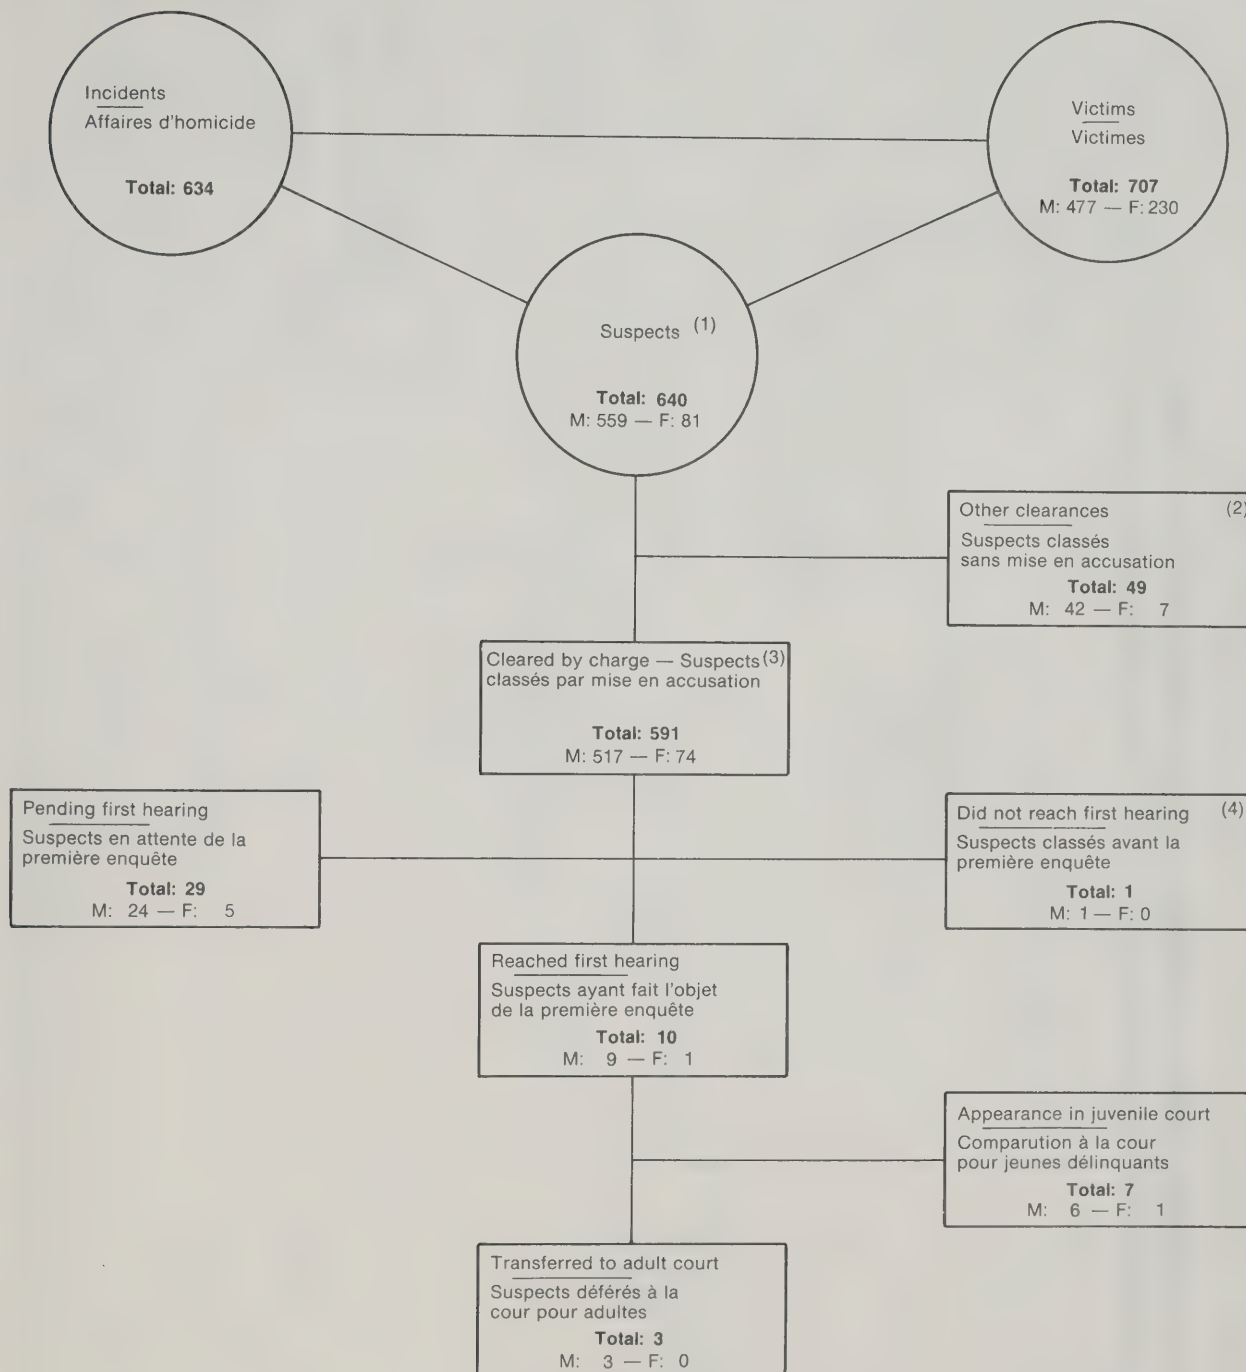 Incidents
Affaires d'homicide
Total: 634
Victims
Victimes
Total: 707
M: 477 — F: 230
Suspects (1)
Total: 640
M: 559 — F: 81
Other clearances (2)
Suspects classés
sans mise en accusation
Total: 49
M: 42 — F: 7
Cleared by charge — Suspects (3)
classés par mise en accusation
Total: 591
M: 517 — F: 74
Pending first hearing
Suspects en attente de la
première enquête
Total: 29
M: 24 — F: 5
Did not reach first hearing (4)
Suspects classés avant la
première enquête
Total: 1
M: 1 — F: 0
Reached first hearing
Suspects ayant fait l'objet
de la première enquête
Total: 10
M: 9 — F: 1
Appearance in juvenile court
Comparution à la cour
pour jeunes délinquants
Total: 7
M: 6 — F: 1
Transferred to adult court
Suspects déférés à la
cour pour adultes
Total: 3
M: 3 — F: 0